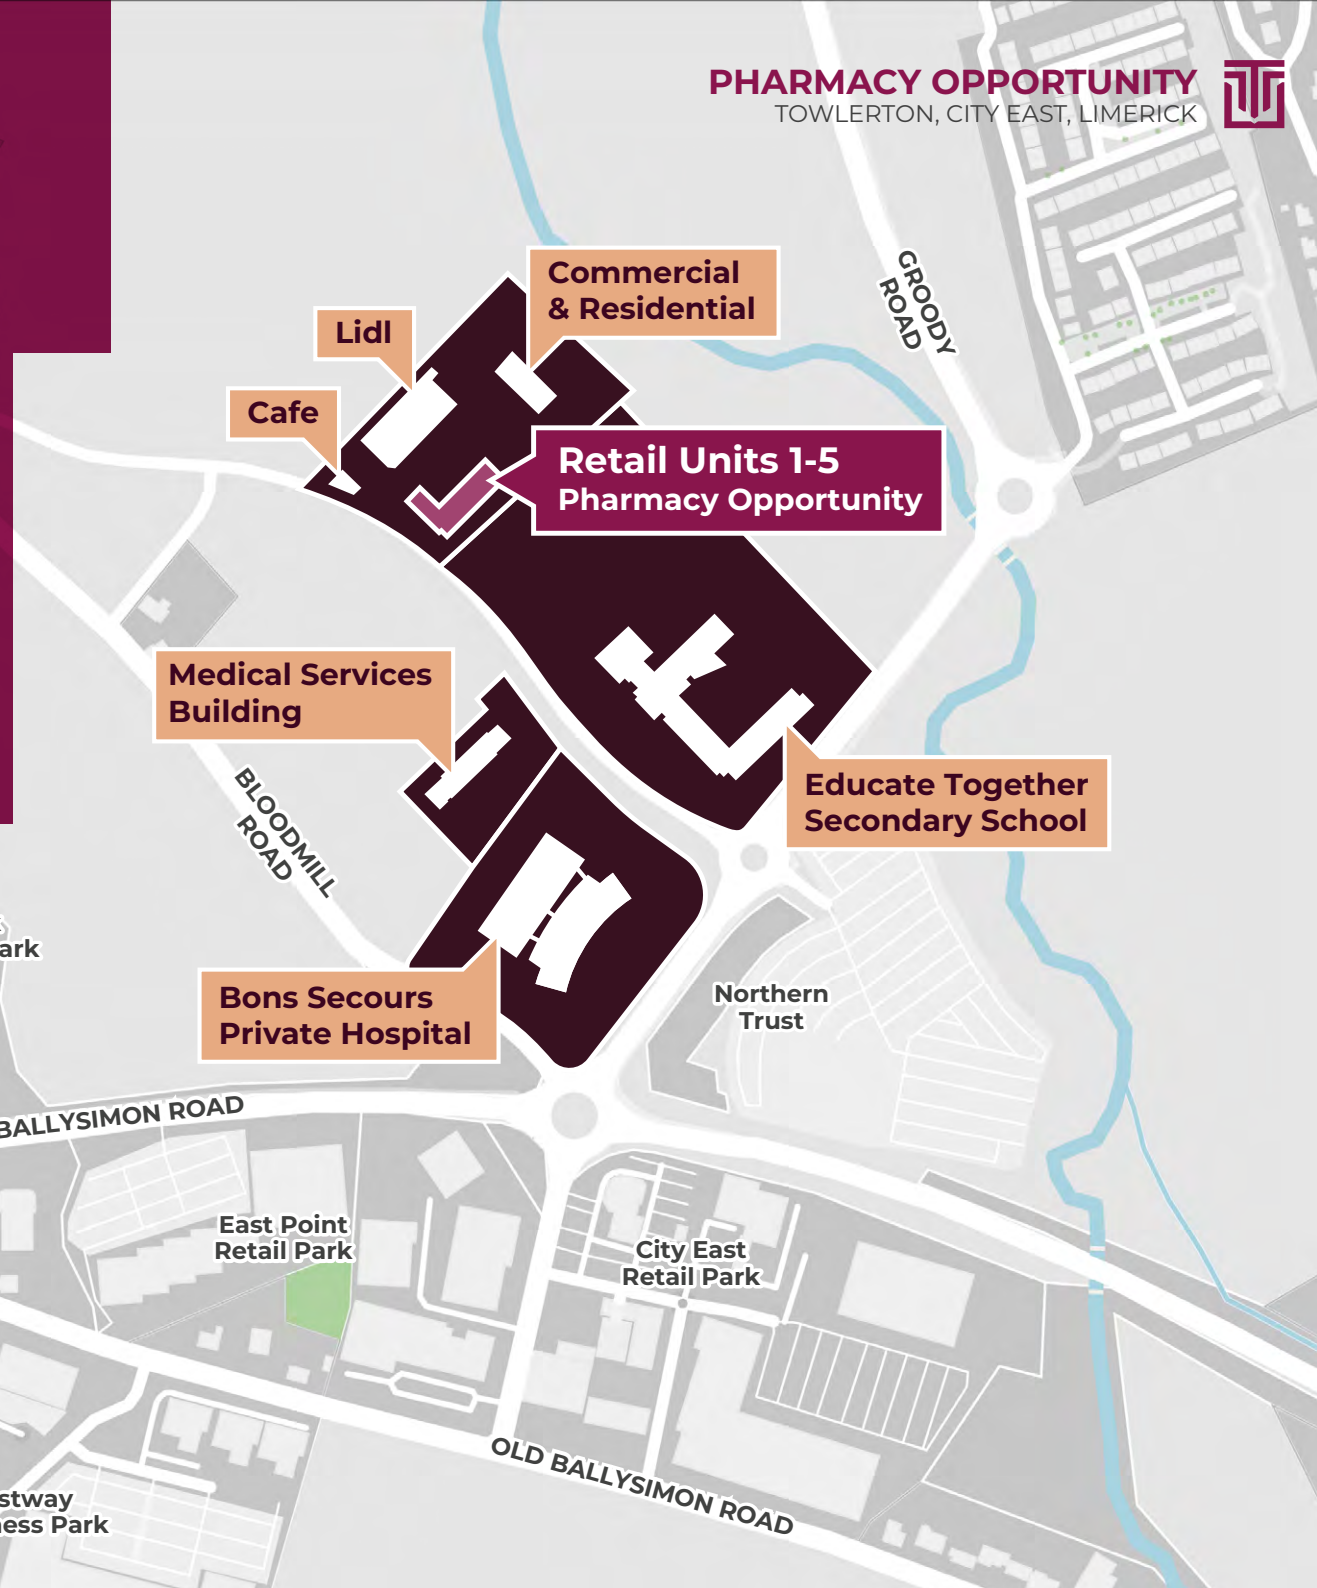 PHARMACY OPPORTUNITY
TOWLERTON, CITY EAST, LIMERICK
GROODY
ROAD
Commercial
& Residential
Lidl
Cafe
Retail Units 1-5
Pharmacy Opportunity
Medical Services
Building
Educate Together
Secondary School
BLOODMILL
ROAD
ark
Bons Secours
Private Hospital
Northern
Trust
BALLYSIMON ROAD
East Point
Retail Park
City East
Retail Park
OLD BALLYSIMON ROAD
stway
ness Park